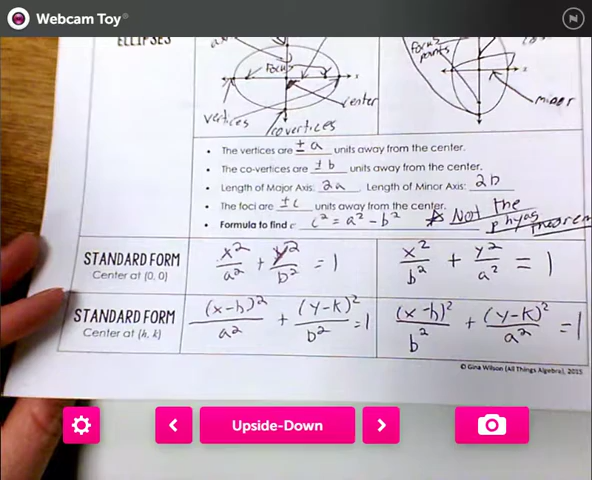 Webcam Toy
ELLIPSES
Focus
focus
points
vertices
co vertices
center
minor
• The vertices are ± a units away from the center.
• The co-vertices are ± b units away from the center.
• Length of Major Axis: 2a Length of Minor Axis: 2b
• The foci are ± c units away from the center.
• Formula to find c: c² = a² - b² Not the
theorem
STANDARD FORM
Center at (0, 0)
x²/a² + y²/b² = 1
x²/b² + y²/a² = 1
STANDARD FORM
Center at (h, k)
(x-h)²/a² + (y-k)²/b² = 1
(x-h)²/b² + (y-k)²/a² = 1
© Gina Wilson (All Things Algebra), 2015
Upside-Down